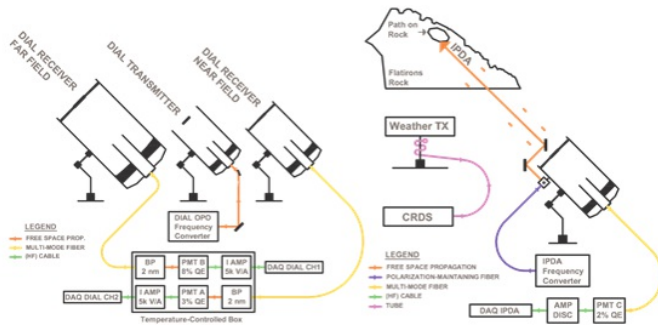 DIAL RECEIVER
FAR FIELD
DIAL TRANSMITTER
DIAL RECEIVER
NEAR FIELD
DIAL OPO
Frequency
Converter
LEGEND
FREE SPACE PROP.
MULTI-MODE FIBER
(HF) CABLE
BP
2 nm
PMT B
8% QE
I AMP
5k V/A
DAQ DIAL CH1
DAQ DIAL CH2
I AMP
5k V/A
PMT A
3% QE
BP
2 nm
Temperature-Controlled Box
Path on
Rock
IPDA
Flatirons
Rock
Weather TX
CRDS
LEGEND
FREE SPACE PROPAGATION
POLARIZATION-MAINTAINING FIBER
MULTI-MODE FIBER
(HF) CABLE
TUBE
IPDA
Frequency
Converter
DAQ IPDA
AMP
DISC
PMT C
2% QE